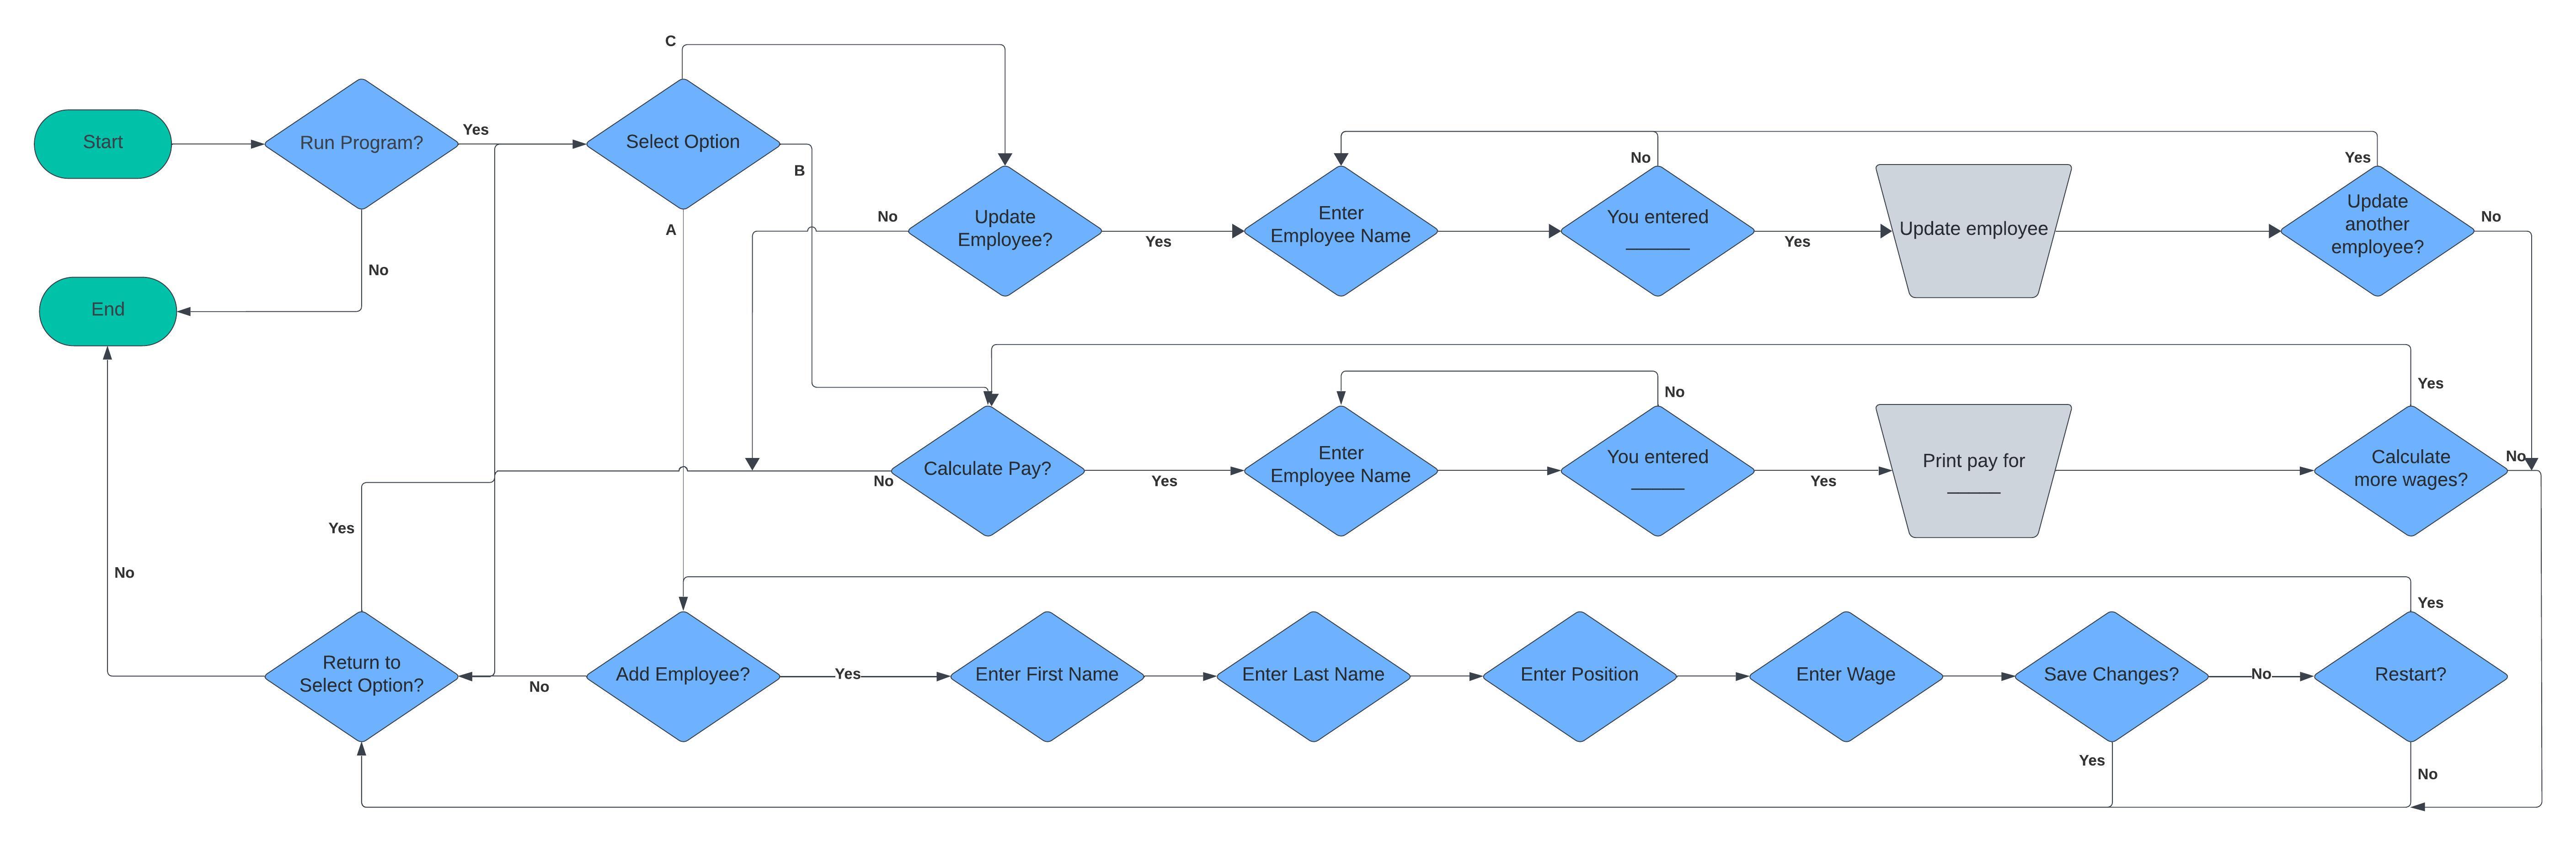 C
Start
Run Program?
Yes
Select Option
B
A
No
End
No
Update
Employee?
Yes
Enter
Employee Name
No
You entered
______
Yes
Update employee
Yes
Update
another
employee?
No
Calculate Pay?
No
Yes
Enter
Employee Name
No
You entered
_____
Yes
Print pay for
_____
Yes
Calculate
more wages?
No
Yes
No
Return to
Select Option?
No
Add Employee?
Yes
Enter First Name
Enter Last Name
Enter Position
Enter Wage
Save Changes?
No
Yes
Restart?
Yes
No